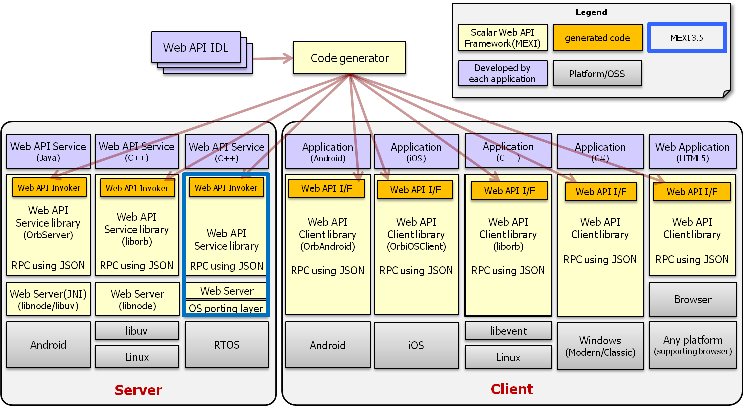 Legend
Scalar Web API
Framework(MEXI)
generated code
MEXI 3.5
Developed by
each application
Platform/OSS
Web API IDL
Code generator
Web API Service
(Java)
Web API Service
(C++)
Web API Service
(C++)
Application
(Android)
Application
(iOS)
Application
Application
(C#)
Web Application
(HTML5)
Web API Invoker
Web API Invoker
Web API Invoker
Web API I/F
Web API I/F
Web API I/F
Web API I/F
Web API I/F
Web API
Service library
(OrbServer)
RPC using JSON
Web API
Service library
(liborb)
RPC using JSON
Web API
Service library
RPC using JSON
Web API
Client library
(OrbAndroid)
RPC using JSON
Web API
Client library
(OrbiOSClient)
RPC using JSON
Web API
Client library
(liborb)
RPC using JSON
Web API
Client library
RPC using JSON
Web API
Client library
RPC using JSON
Web Server(JNI)
(libnode/libuv)
Web Server
(libnode)
Web Server
OS porting layer
Browser
Android
libuv
Linux
RTOS
Android
iOS
libevent
Linux
Windows
(Modern/Classic)
Any platform
(supporting browser)
Server
Client